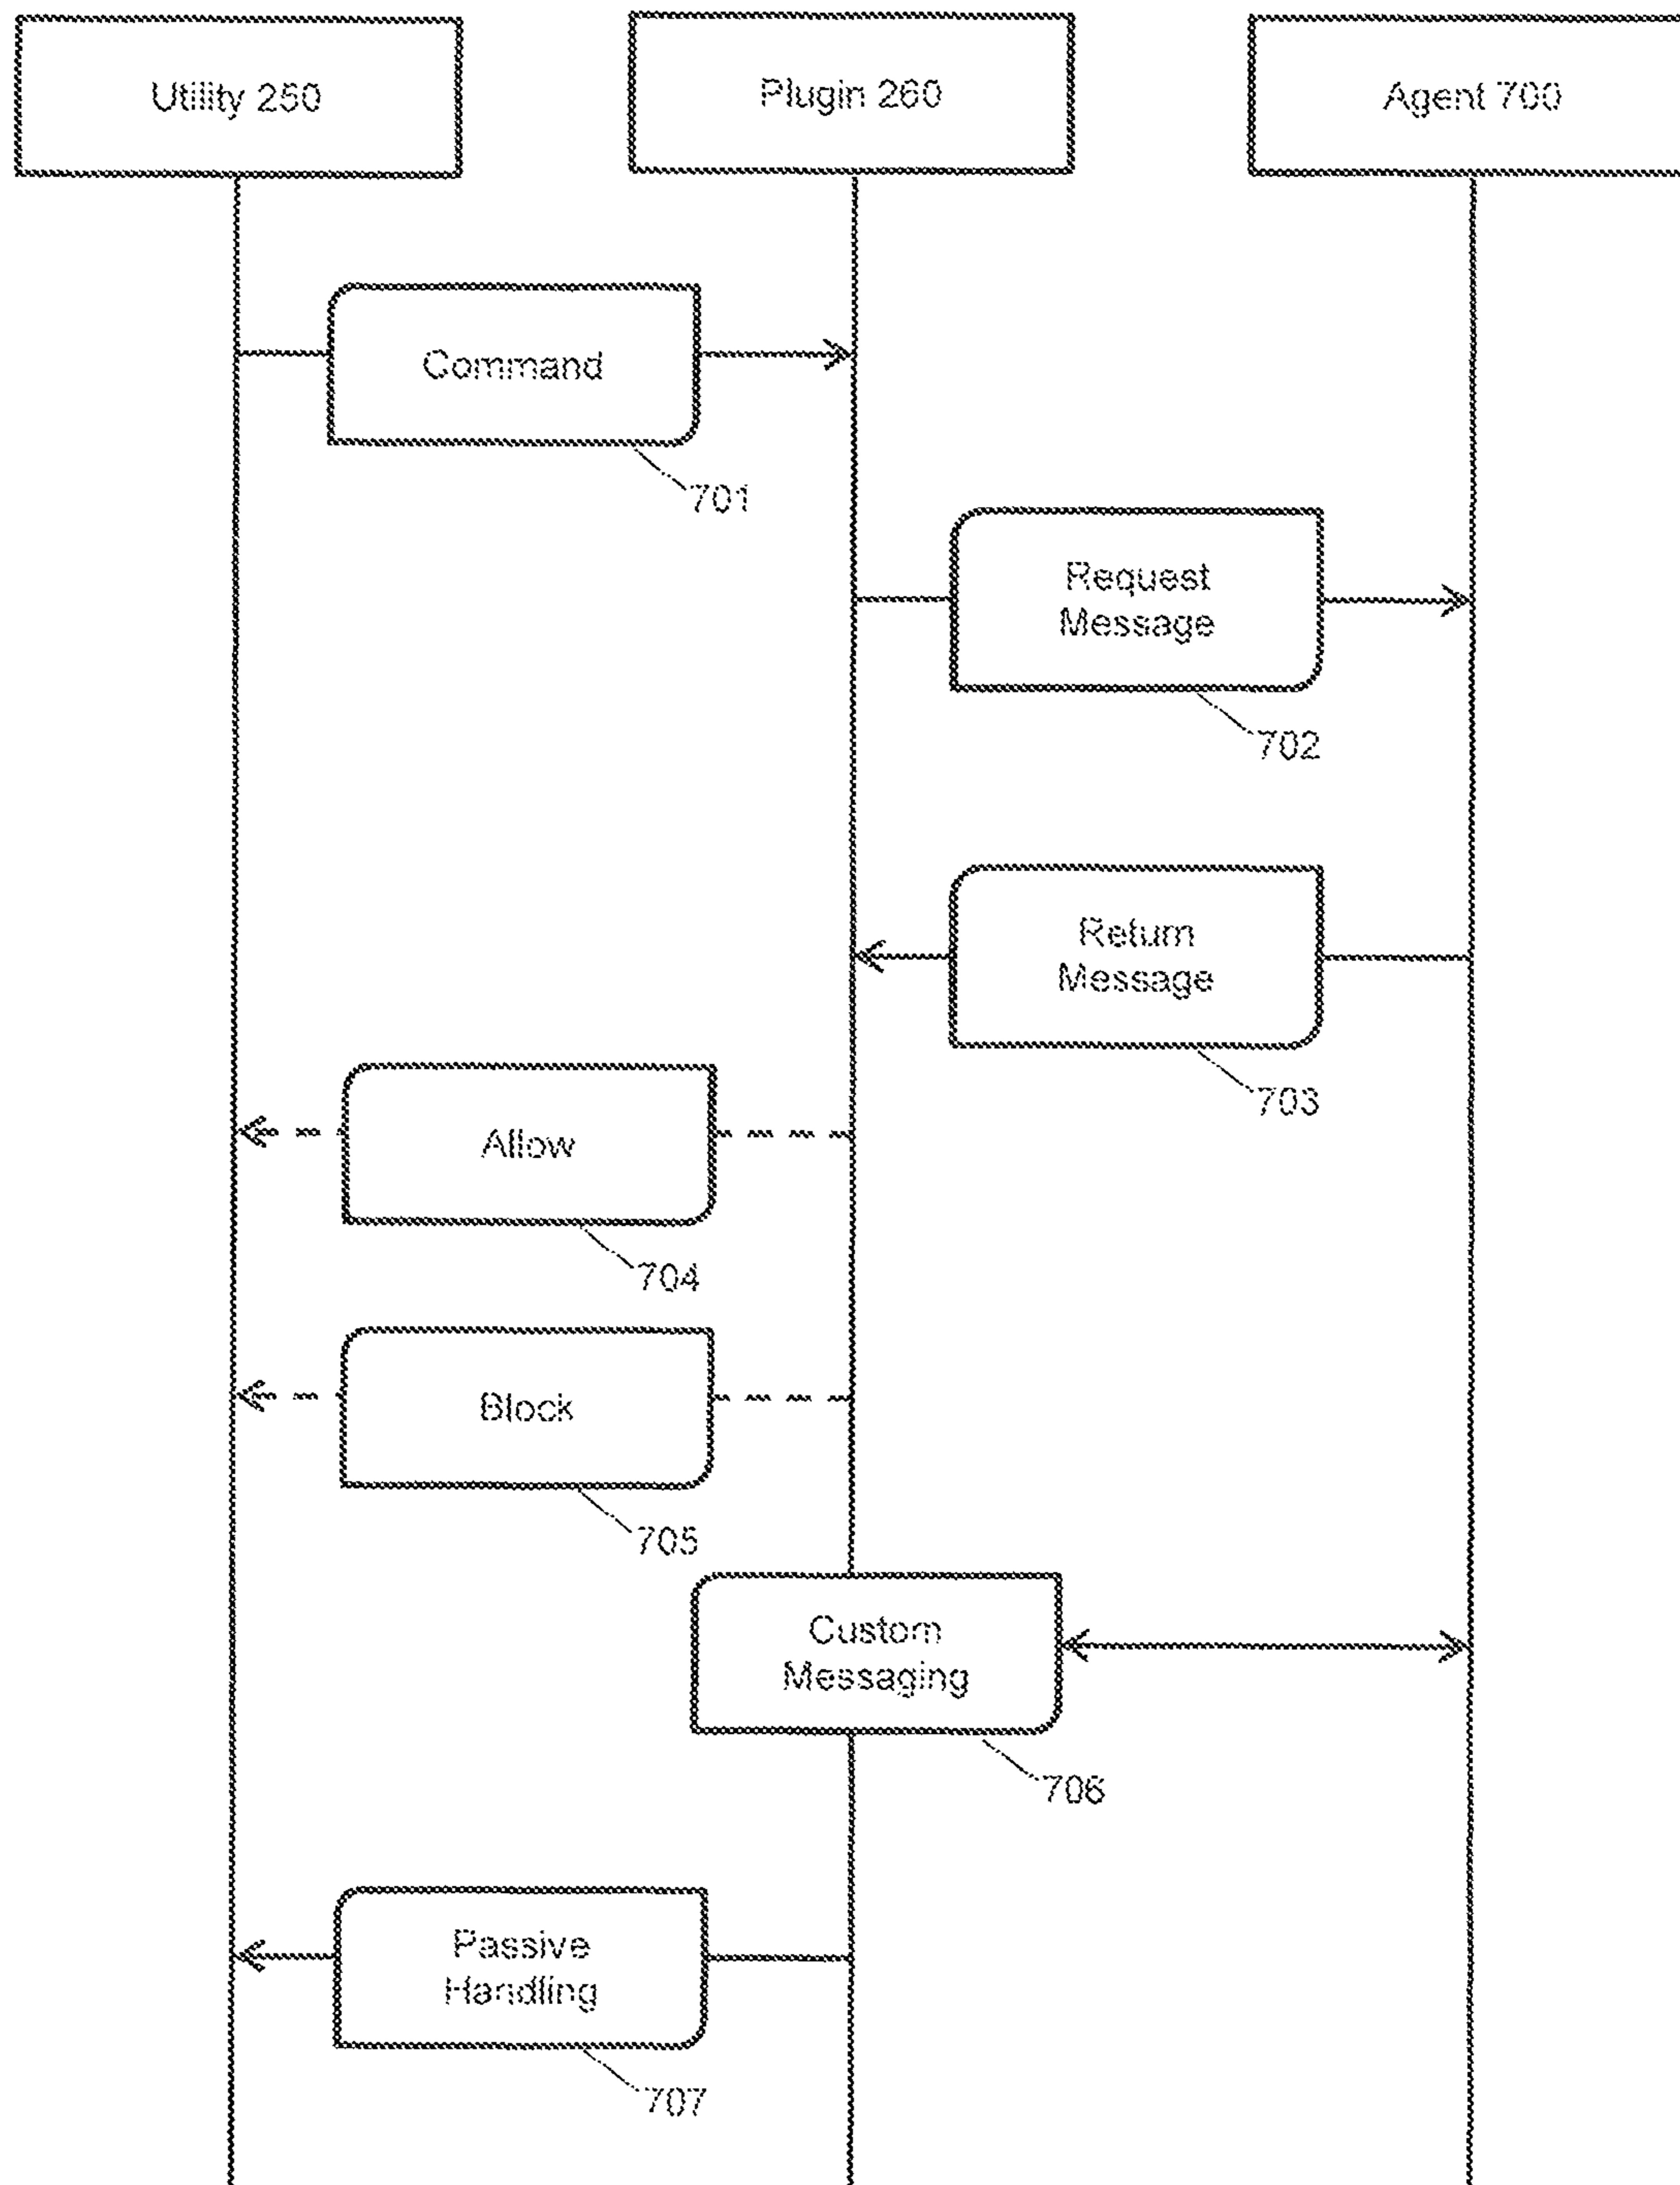 Utility 250
Plugin 260
Agent 700
Command
701
Request
Message
702
Return
Message
703
Allow
704
Block
705
Custom
Messaging
706
Passive
Handling
707